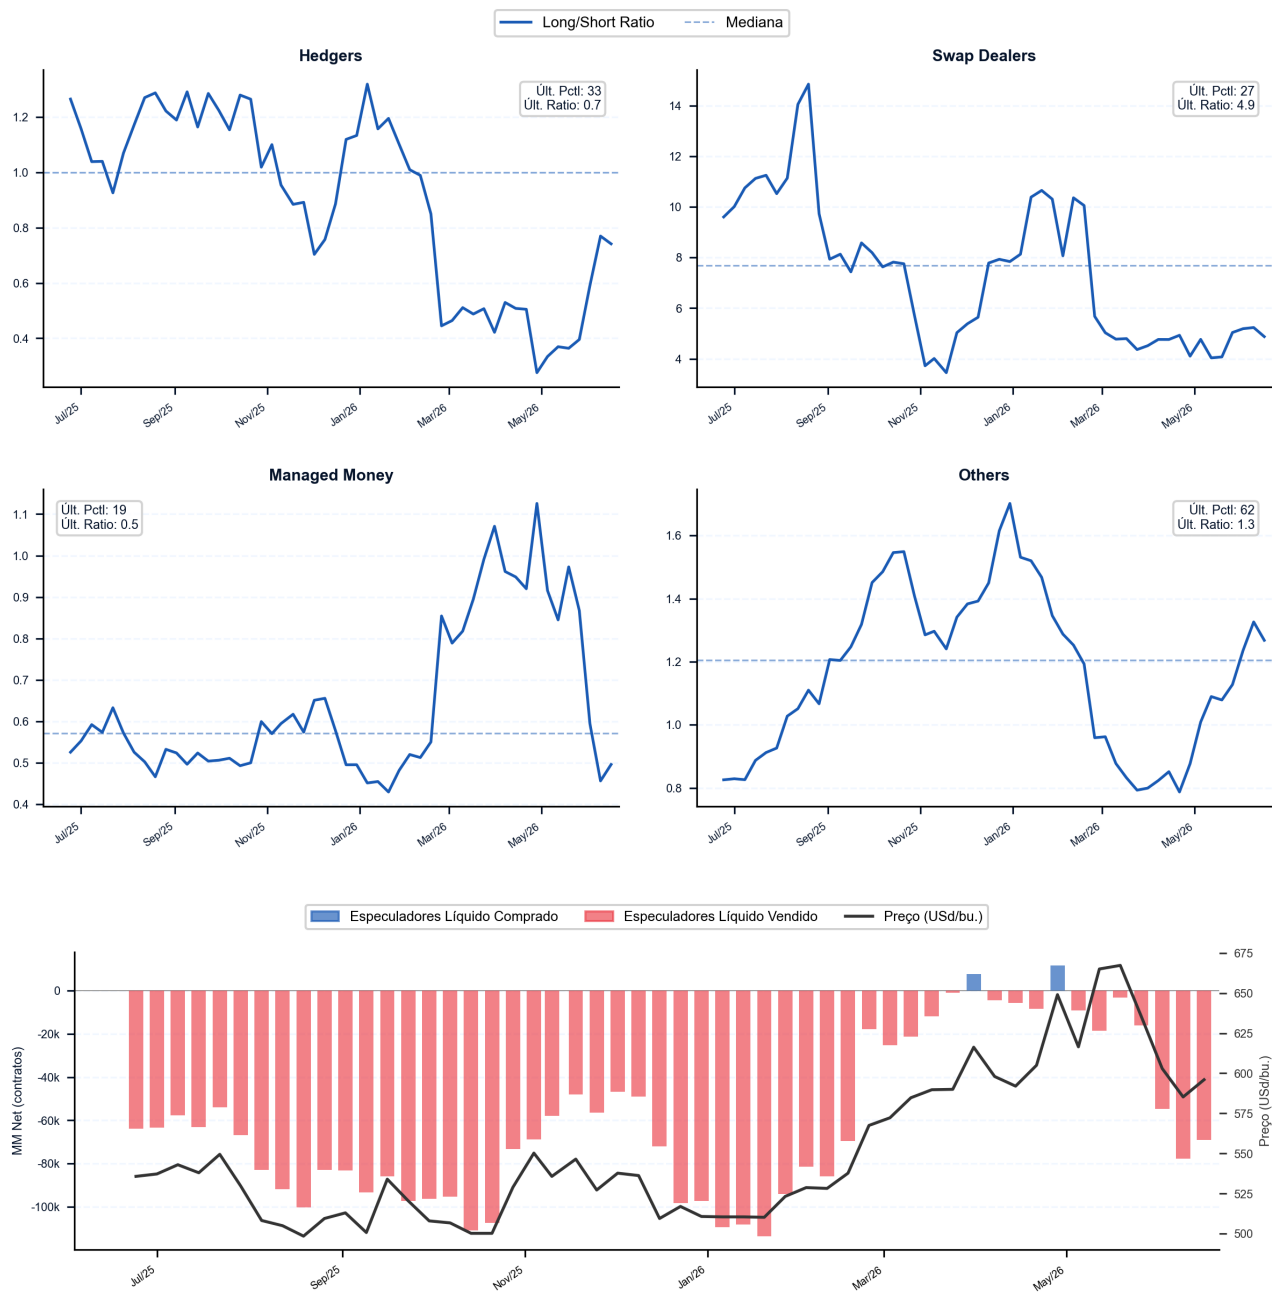 Long/Short Ratio Mediana
Hedgers
Últ. Pctl: 33
Últ. Ratio: 0.7
1.2
1.0
0.8
0.6
0.4
Jul/25 Sep/25 Nov/25 Jan/26 Mar/26 May/26
Swap Dealers
Últ. Pctl: 27
Últ. Ratio: 4.9
14
12
10
8
6
4
Jul/25 Sep/25 Nov/25 Jan/26 Mar/26 May/26
Managed Money
Últ. Pctl: 19
Últ. Ratio: 0.5
1.1
1.0
0.9
0.8
0.7
0.6
0.5
0.4
Jul/25 Sep/25 Nov/25 Jan/26 Mar/26 May/26
Others
Últ. Pctl: 62
Últ. Ratio: 1.3
1.6
1.4
1.2
1.0
0.8
Jul/25 Sep/25 Nov/25 Jan/26 Mar/26 May/26
Especuladores Líquido Comprado Especuladores Líquido Vendido Preço (USd/bu.)
MM Net (contratos)
0
-20k
-40k
-60k
-80k
-100k
675
650
625
600
575
550
525
500
Preço (USd/bu.)
Jul/25 Sep/25 Nov/25 Jan/26 Mar/26 May/26